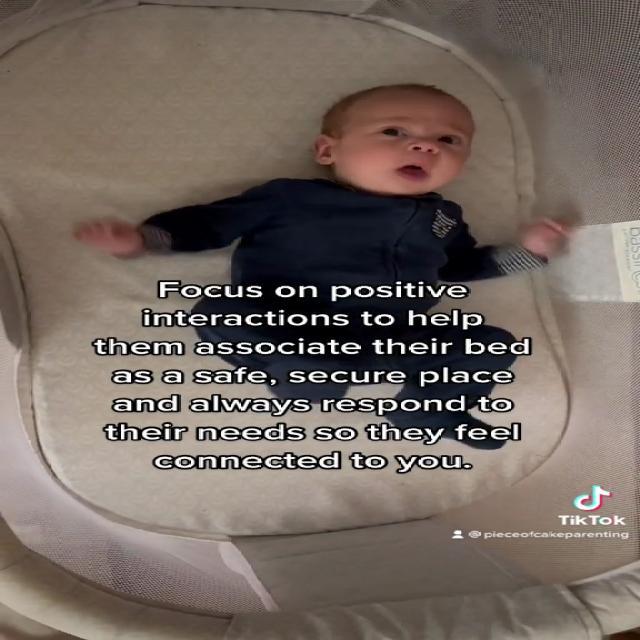 Focus on positive
interactions to help
them associate their bed
as a safe, secure place
and always respond to
their needs so they feel
connected to you.
TikTok
@pieceofcakeparenting